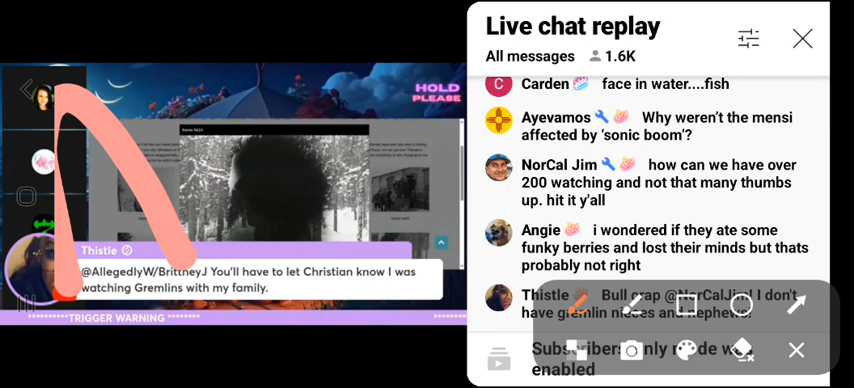 HOLD
PLEASE
Thistle
@AllegedlyW/BrittneyJ You'll have to let Christian know I was
watching Gremlins with my family.
**********TRIGGER WARNING ********
Live chat replay
All messages 1.6K
C Carden face in water....fish
Ayevamos Why weren't the mensi
affected by ‘sonic boom’?
NorCal Jim how can we have over
200 watching and not that many thumbs
up. hit it y'all
Angie i wondered if they ate some
funky berries and lost their minds but thats
probably not right
Thistle Bull crap @NorCalJim! I don't
have gremlin nieces and nephews!
Subscribers only mode was
enabled